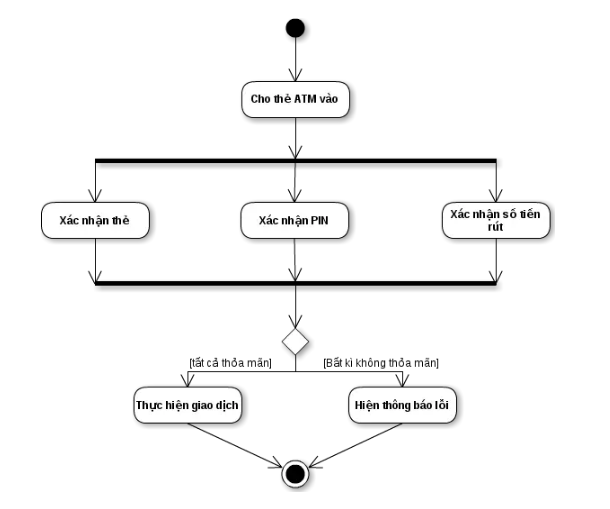 Cho thẻ ATM vào
Xác nhận thẻ
Xác nhận PIN
Xác nhận số tiền
rút
[tất cả thỏa mãn]
[Bất kì không thỏa mãn]
Thực hiện giao dịch
Hiện thông báo lỗi